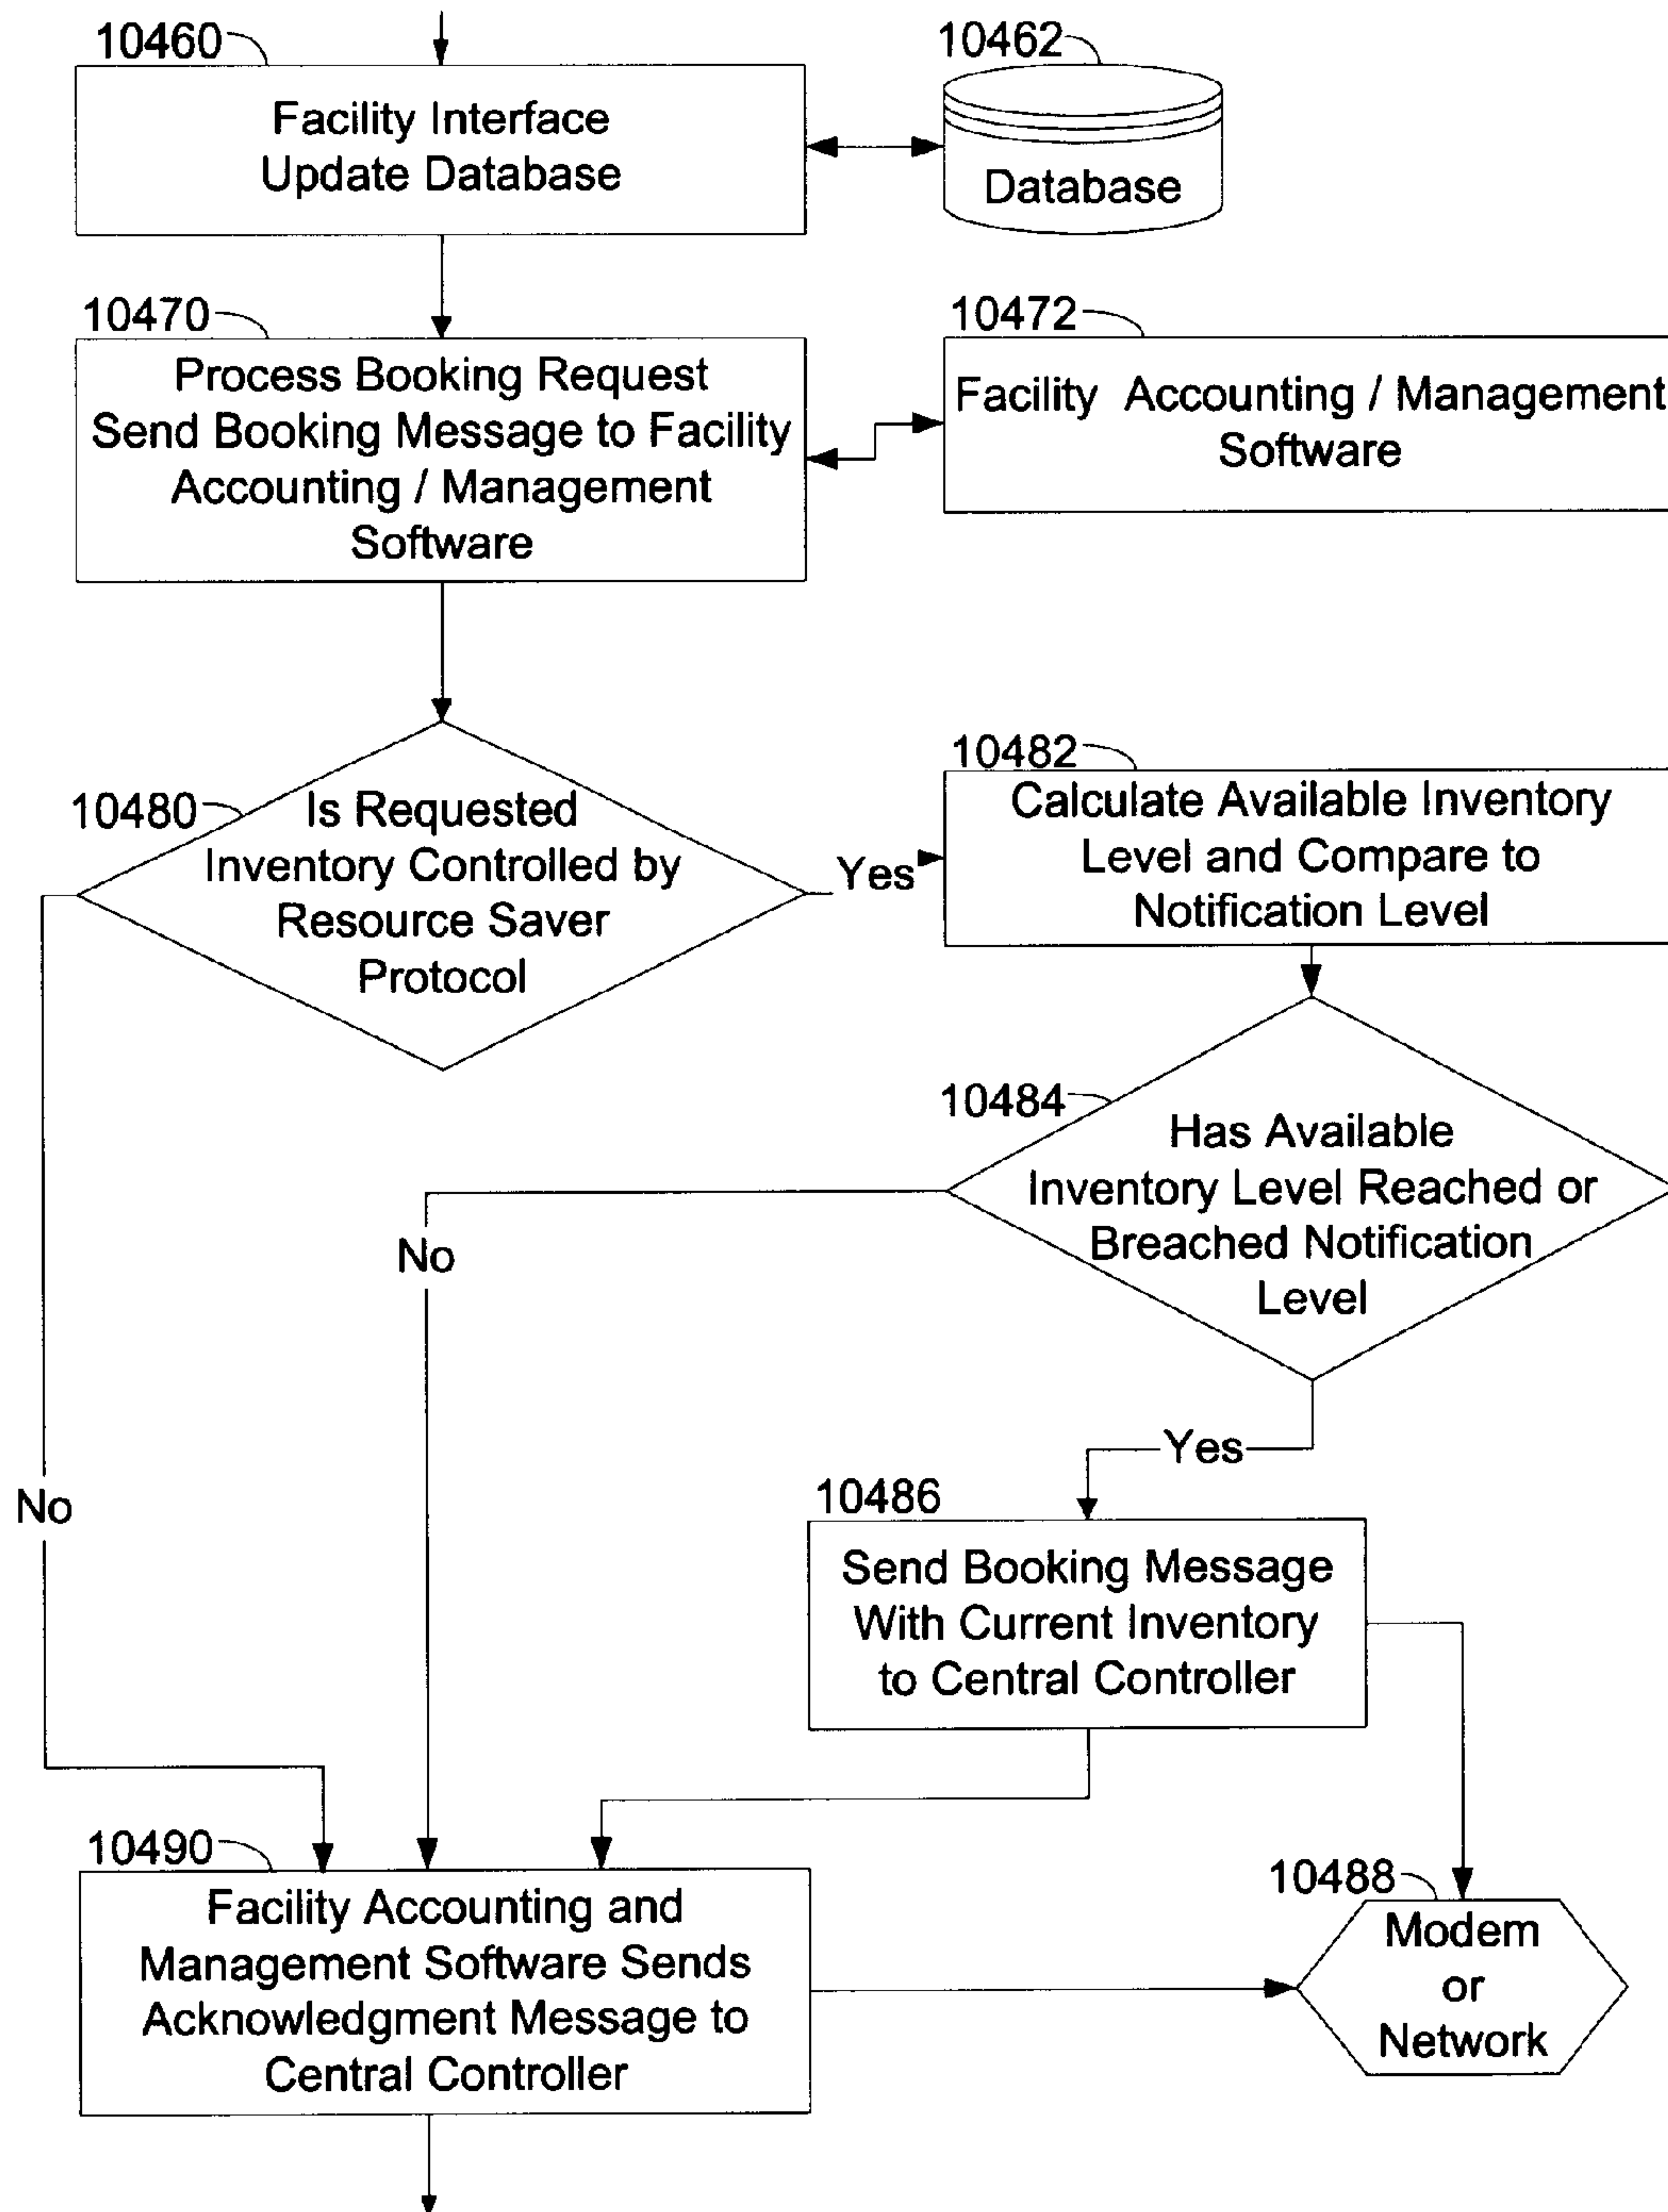 10460
Facility Interface
Update Database
10462
Database
10470
Process Booking Request
Send Booking Message to Facility
Accounting / Management
Software
10472
Facility Accounting / Management
Software
10480
Is Requested
Inventory Controlled by
Resource Saver
Protocol
Yes
10482
Calculate Available Inventory
Level and Compare to
Notification Level
10484
Has Available
Inventory Level Reached or
Breached Notification
Level
No
Yes
No
10486
Send Booking Message
With Current Inventory
to Central Controller
10490
Facility Accounting and
Management Software Sends
Acknowledgment Message to
Central Controller
10488
Modem
or
Network